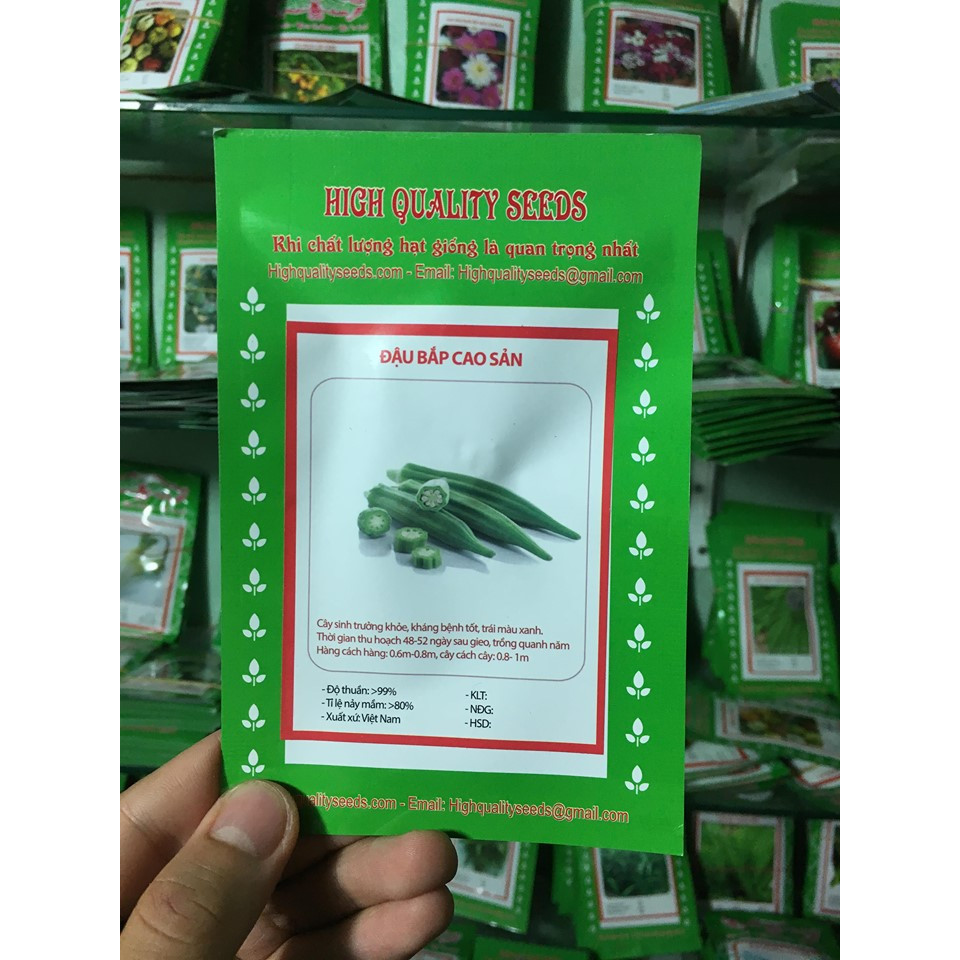 HIGH QUALITY SEEDS
Khi chất lượng hạt giống là quan trọng nhất
Highqualityseeds.com - Email: Highqualityseeds@gmail.com
ĐẬU BẮP CAO SẢN
Cây sinh trưởng khỏe, kháng bệnh tốt, trái màu xanh.
Thời gian thu hoạch 48-52 ngày sau gieo, trồng quanh năm
Hàng cách hàng: 0.6m-0.8m, cây cách cây: 0.8- 1m
- Độ thuần: >99%
- Tỉ lệ nảy mầm: >80%
- Xuất xứ: Việt Nam
- KLT:
- NĐG:
- HSD:
alityseeds.com - Email: Highqualityseeds@gmail.com